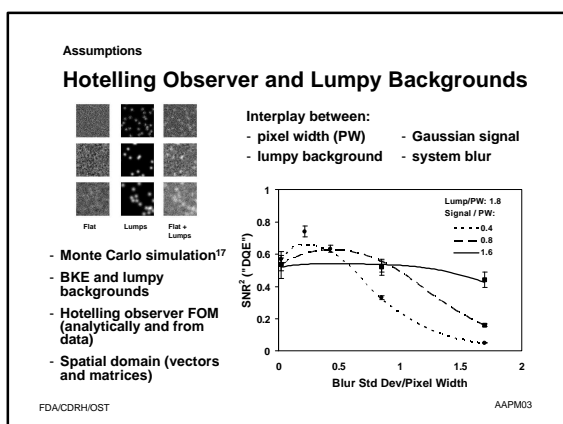 Assumptions
Hotelling Observer and Lumpy Backgrounds
Flat
Lumps
Flat +
Lumps
- Monte Carlo simulation17
- BKE and lumpy
backgrounds
- Hotelling observer FOM
(analytically and from
data)
- Spatial domain (vectors
and matrices)
Interplay between:
- pixel width (PW) - Gaussian signal
- lumpy background - system blur
Lump/PW: 1.8
Signal / PW:
0.4
0.8
1.6
SNR2 ("DQE")
1
0.8
0.6
0.4
0.2
0
0 0.5 1 1.5 2
Blur Std Dev/Pixel Width
FDA/CDRH/OST
AAPM03